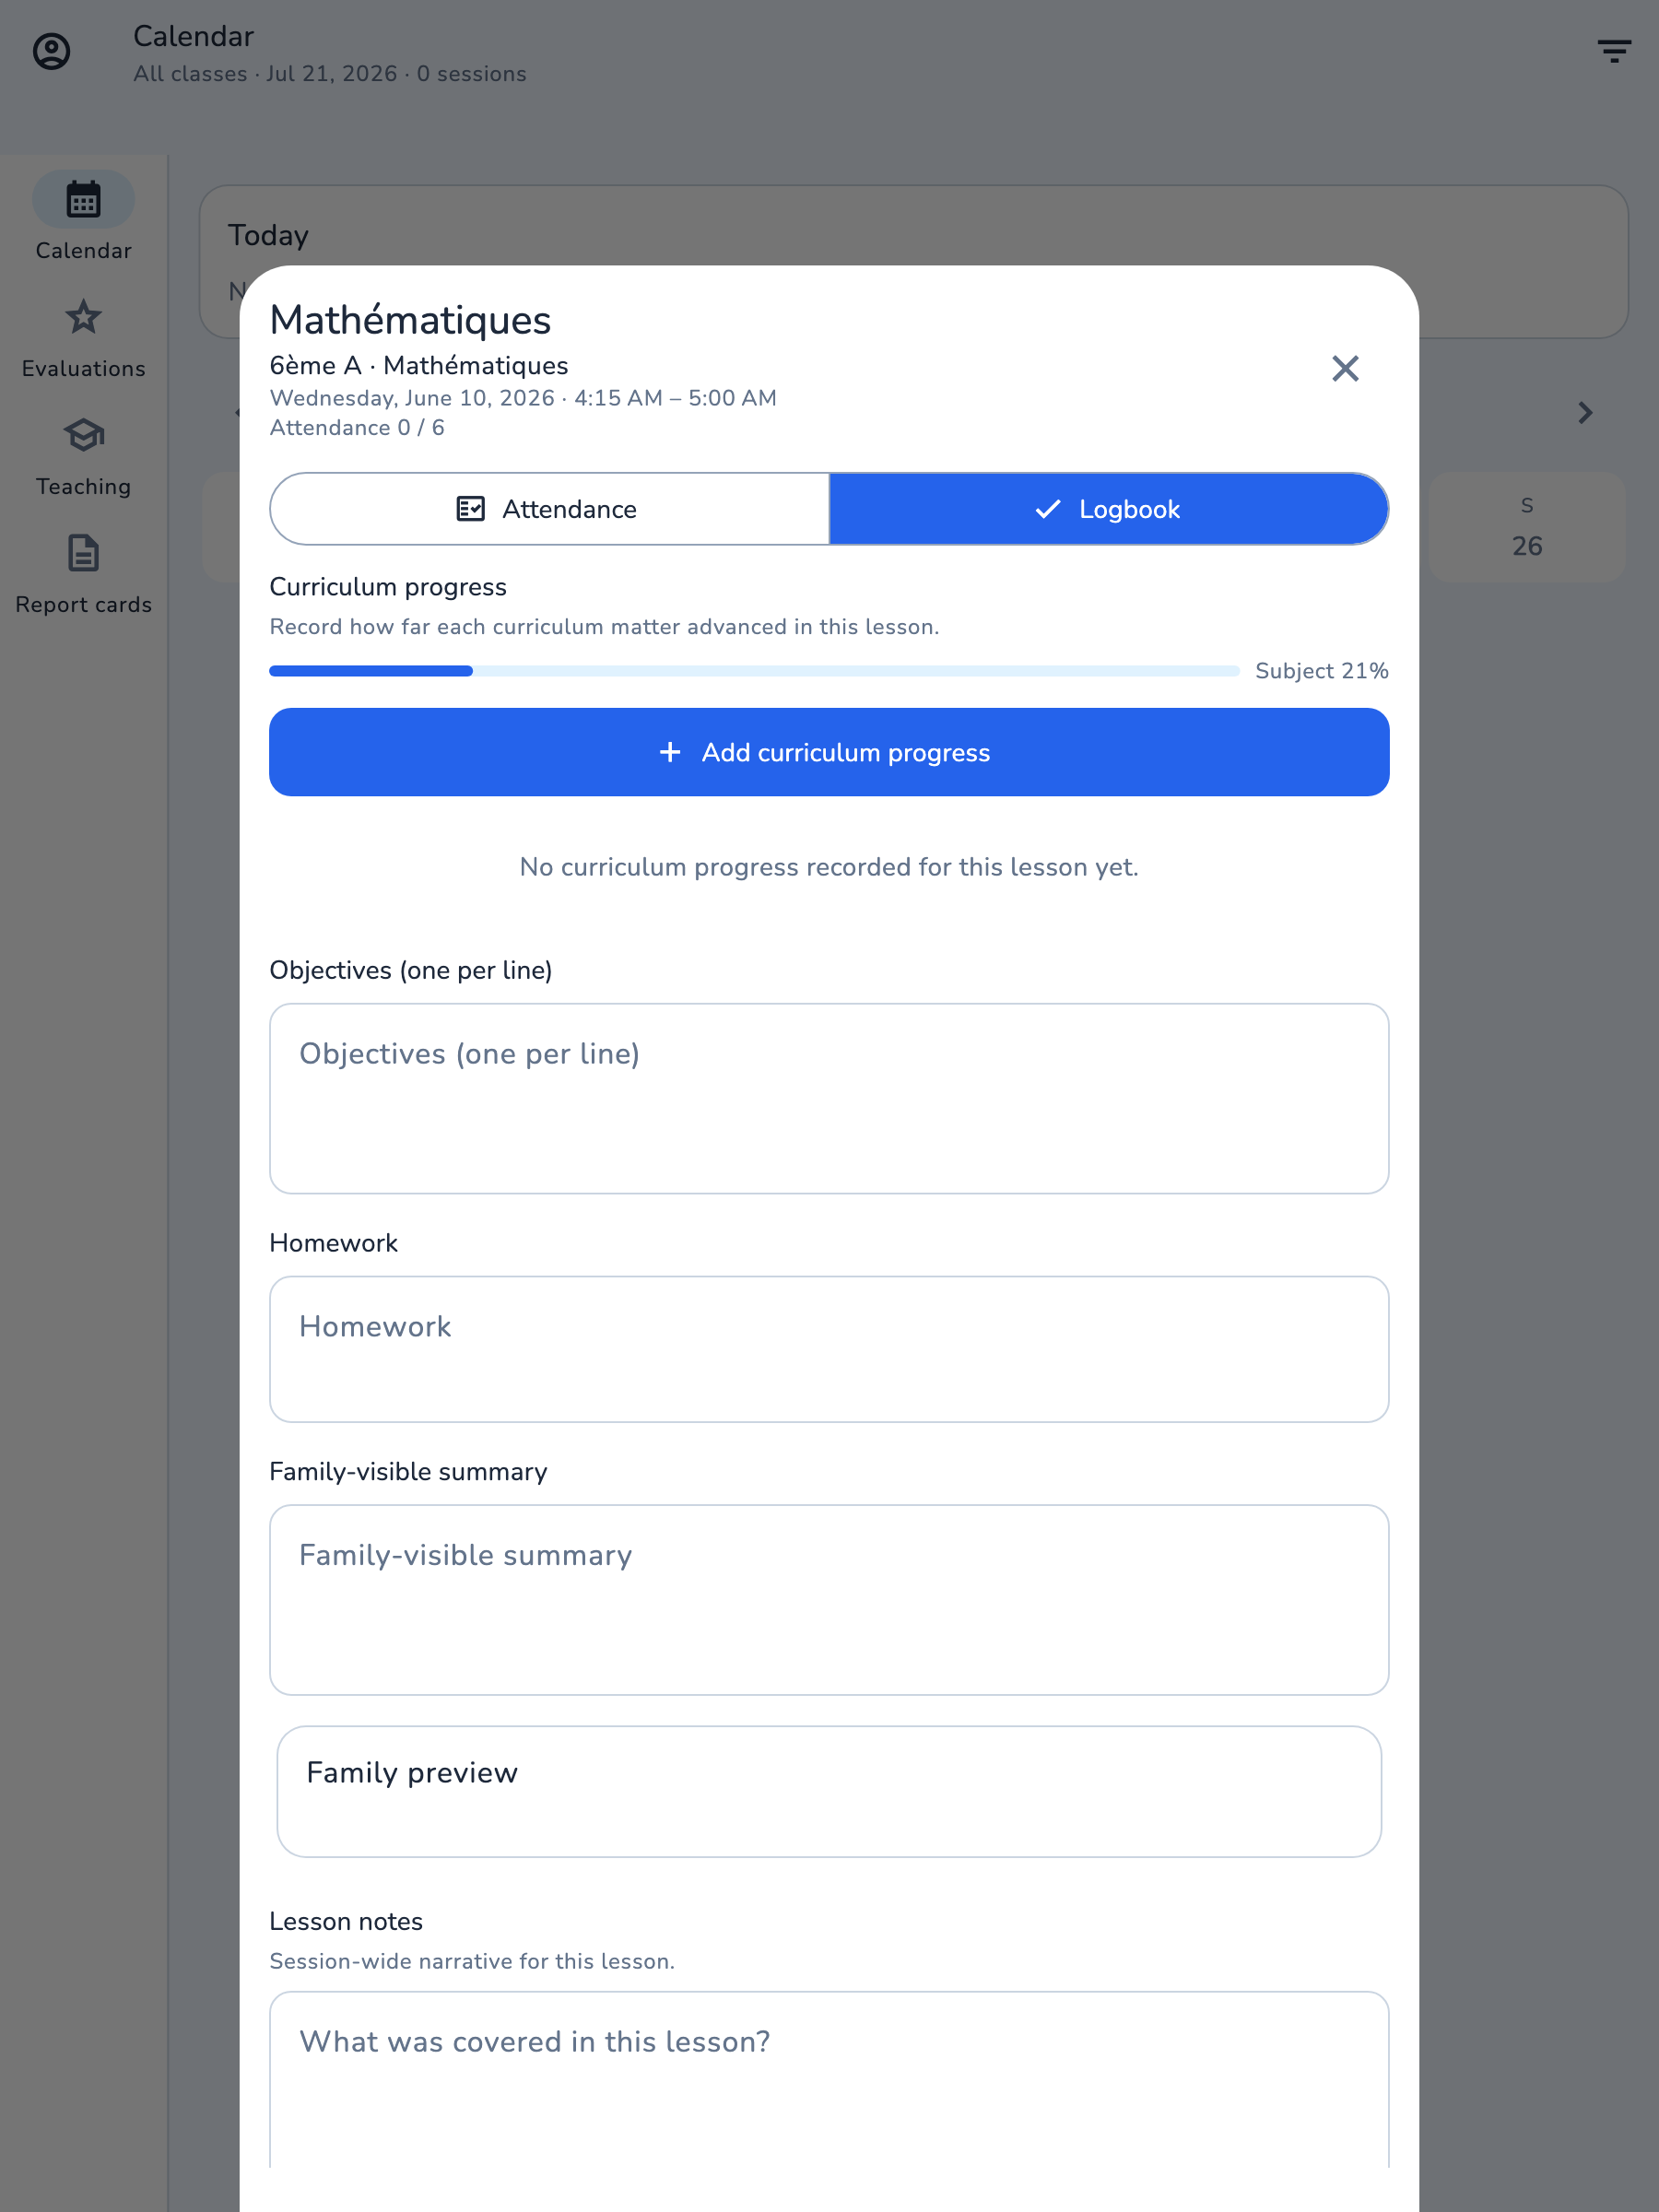 Calendar
All classes · Jul 21, 2026 · 0 sessions
Calendar
Evaluations
Teaching
Report cards
Today
Mathématiques
6ème A · Mathématiques
Wednesday, June 10, 2026 · 4:15 AM – 5:00 AM
Attendance 0 / 6
Attendance
Logbook
S
26
Curriculum progress
Record how far each curriculum matter advanced in this lesson.
Subject 21%
Add curriculum progress
No curriculum progress recorded for this lesson yet.
Objectives (one per line)
Objectives (one per line)
Homework
Homework
Family-visible summary
Family-visible summary
Family preview
Lesson notes
Session-wide narrative for this lesson.
What was covered in this lesson?